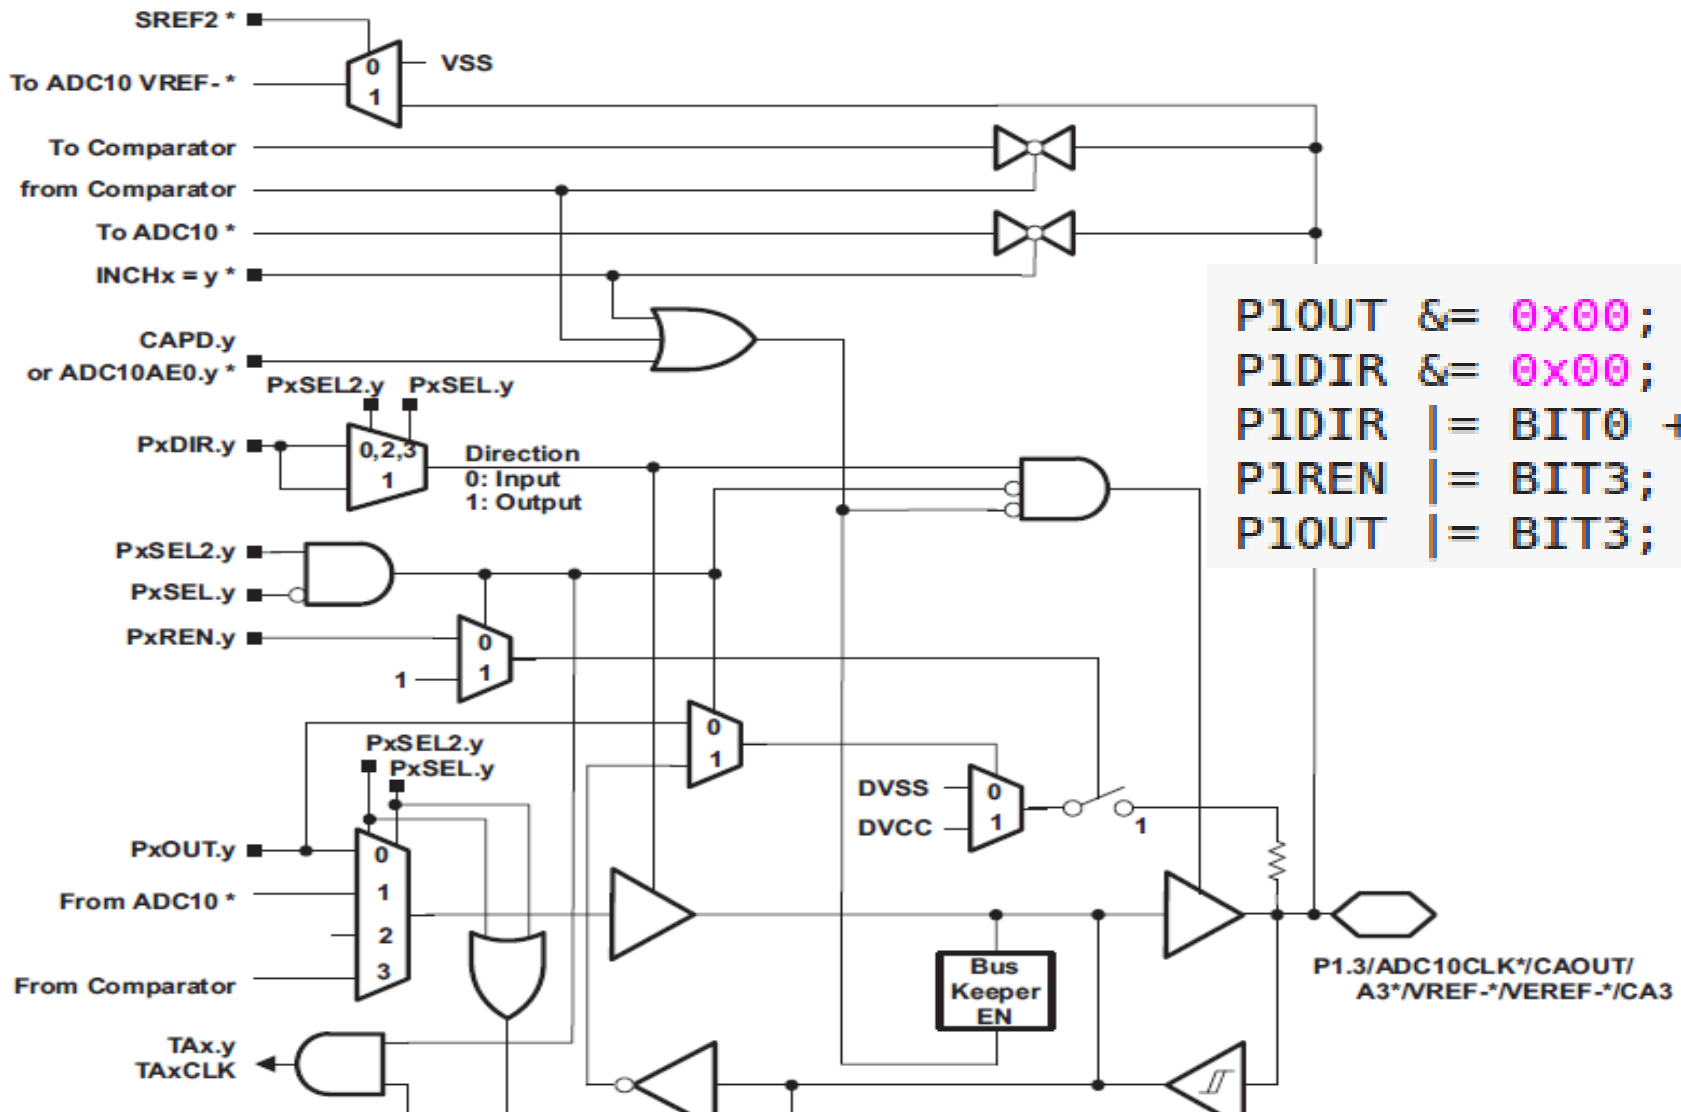 SREF2 *
VSS
0
To ADC10 VREF- *
1
To Comparator
from Comparator
To ADC10 *
INCHx = y *
CAPD.y
or ADC10AE0.y *
PxSEL2.y PxSEL.y
PxDIR.y
0,2,3
1
Direction
0: Input
1: Output
PxSEL2.y
PxSEL.y
PxREN.y
0
1
1
0
1
PxSEL2.y
PxSEL.y
DVSS
DVCC
0
1
1
PxOUT.y
0
From ADC10 *
1
2
3
From Comparator
Bus
Keeper
EN
P1.3/ADC10CLK*/CAOUT/
A3*/VREF-*/VEREF-*/CA3
TAx.y
TAxCLK
P1OUT &= 0x00;
P1DIR &= 0x00;
P1DIR |= BIT0 +
P1REN |= BIT3;
P1OUT |= BIT3;